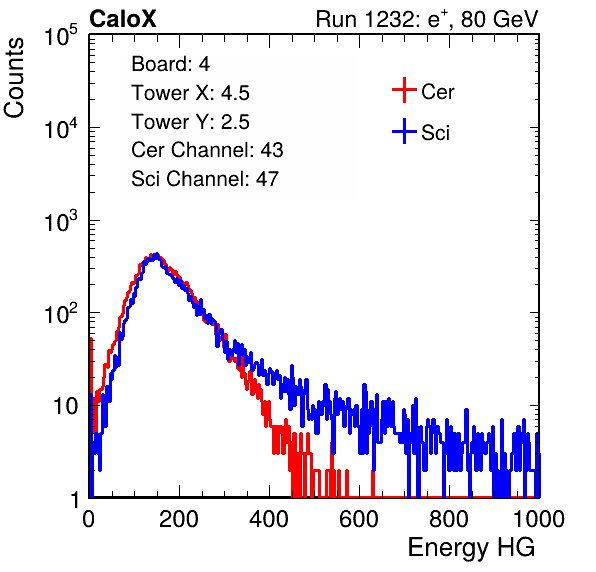 CaloX Run 1232: e⁺, 80 GeV
Counts
10⁵
10⁴
10³
10²
10
1
Board: 4
Tower X: 4.5
Tower Y: 2.5
Cer Channel: 43
Sci Channel: 47
Cer
Sci
0 200 400 600 800 1000
Energy HG